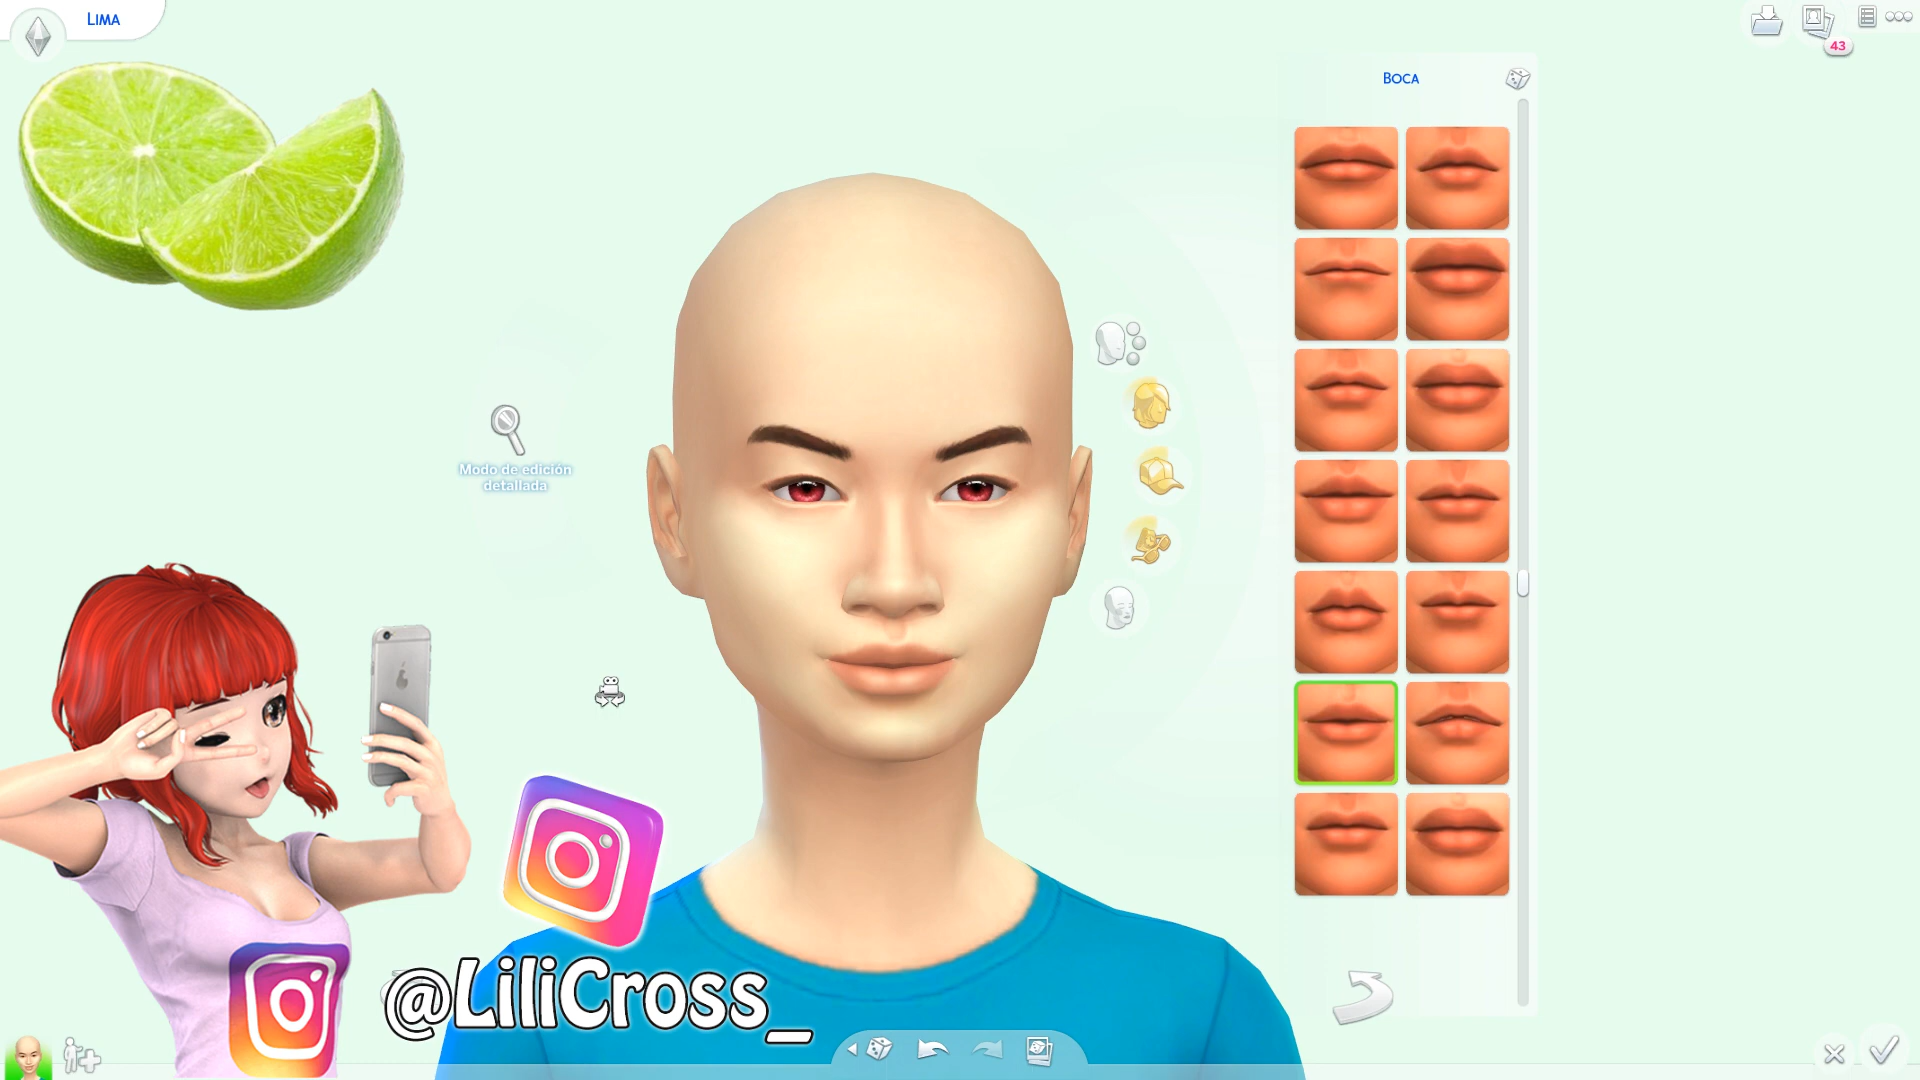 Lima
43
Boca
Modo de edición
detallada
@LiliCross_